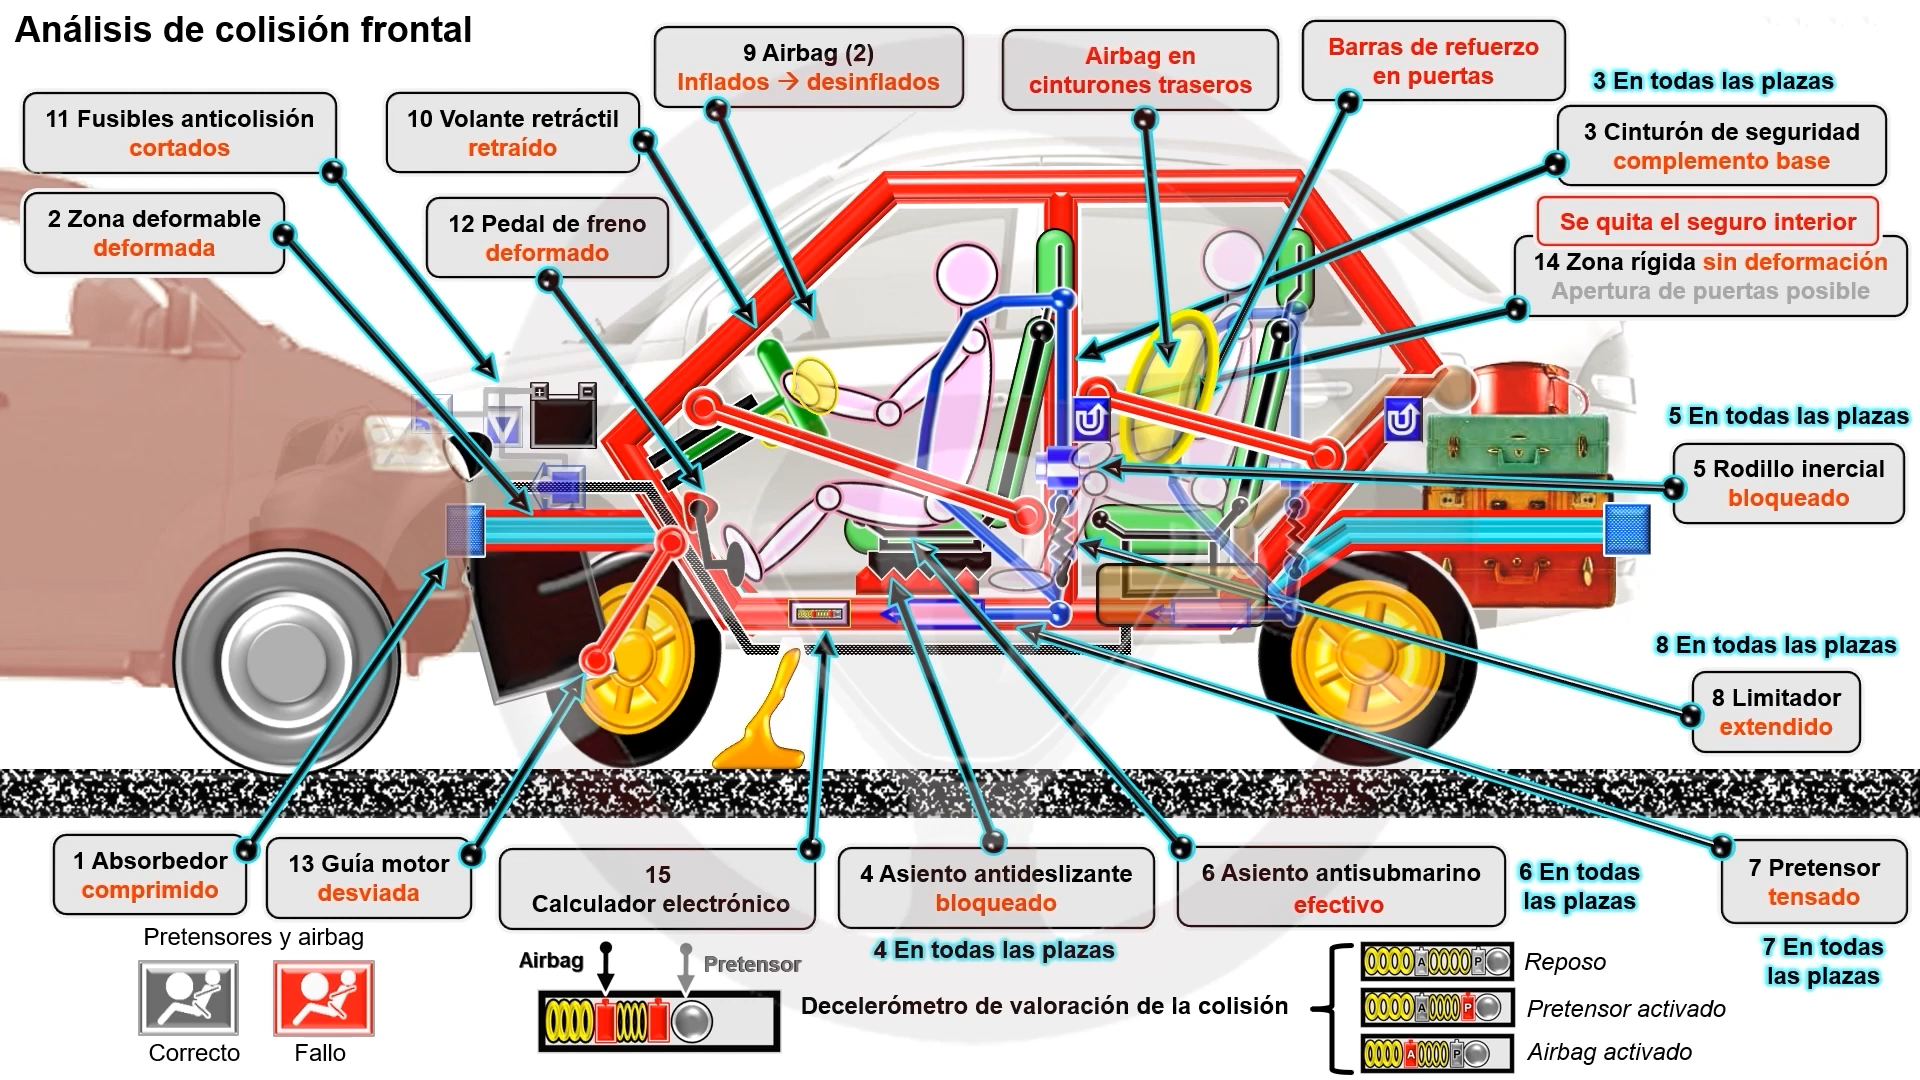 Análisis de colisión frontal
9 Airbag (2)
Inflados → desinflados
Airbag en
cinturones traseros
Barras de refuerzo
en puertas
3 En todas las plazas
11 Fusibles anticolisión
cortados
10 Volante retráctil
retraído
3 Cinturón de seguridad
complemento base
2 Zona deformable
deformada
12 Pedal de freno
deformado
Se quita el seguro interior
14 Zona rígida sin deformación
Apertura de puertas posible
+
-
5 En todas las plazas
5 Rodillo inercial
bloqueado
8 En todas las plazas
8 Limitador
extendido
1 Absorbedor
comprimido
13 Guía motor
desviada
15
Calculador electrónico
4 Asiento antideslizante
bloqueado
4 En todas las plazas
6 Asiento antisubmarino
efectivo
6 En todas
las plazas
7 Pretensor
tensado
7 En todas
las plazas
Pretensores y airbag
Correcto
Fallo
Airbag
Pretensor
Decelerómetro de valoración de la colisión
A P
Reposo
A P
Pretensor activado
A P
Airbag activado